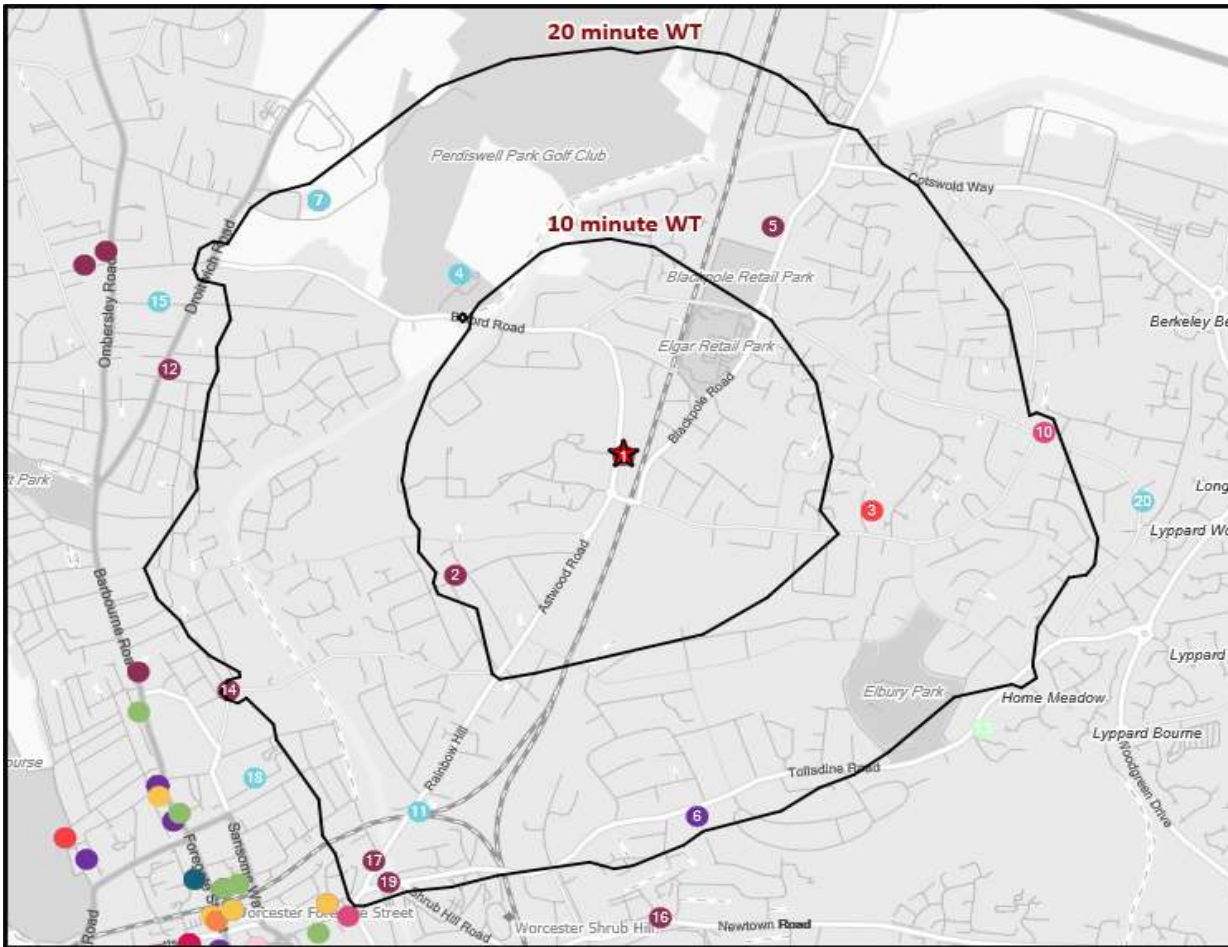 20 minute WT
Perdiswell Park Golf Club
Cotswold Way
7
5
10 minute WT
Ombersley Road
Droitwich Road
4
Blackpole Retail Park
15
Road
Berkeley
Elgar Retail Park
12
Blackpole Road
1
10
Park
20
Long
3
Lyppard
Astwood Road
2
Barbourne Road
Lyppard
14
Elbury Park
Home Meadow
Lyppard Bourne
Rainbow Hill
18
Tolladine Road
Woodgreen Drive
11
6
17
19
Worcester Foregate Street
Shrub Hill Road
16
Road
Worcester Shrub Hill
Newtown Road